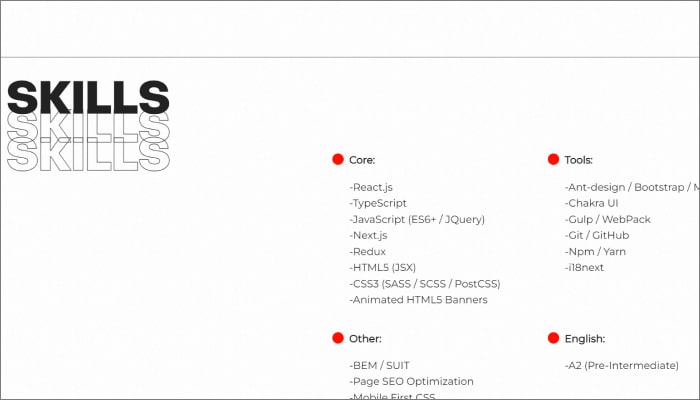 SKILLS
SKILLS
SKILLS
Core:
-React.js
-TypeScript
-JavaScript (ES6+ / JQuery)
-Next.js
-Redux
-HTML5 (JSX)
-CSS3 (SASS / SCSS / PostCSS)
-Animated HTML5 Banners
Tools:
-Ant-design / Bootstrap /
-Chakra UI
-Gulp / WebPack
-Git / GitHub
-Npm / Yarn
-i18next
Other:
-BEM / SUIT
-Page SEO Optimization
-Mobile First CSS
English:
-A2 (Pre-Intermediate)